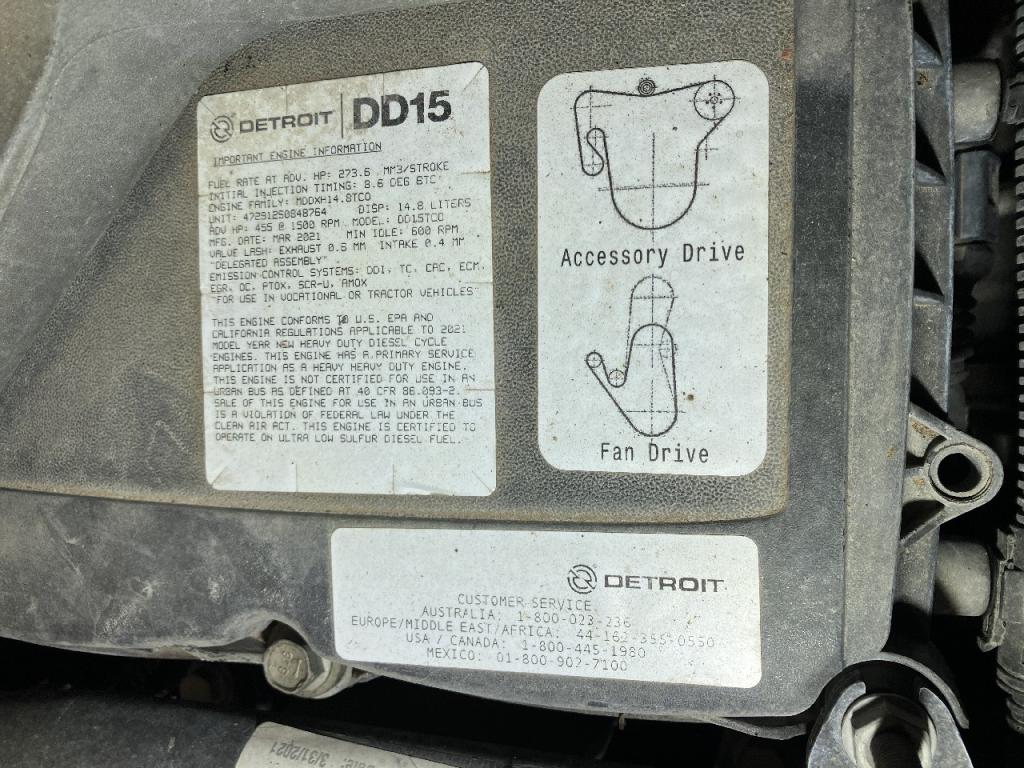 DETROIT DD15
IMPORTANT ENGINE INFORMATION
FUEL RATE AT ADV. HP: 273.6 MM3/STROKE
INITIAL INJECTION TIMING: 8.6 DEG BTC
ENGINE FAMILY: MDDXH14.8TCO
UNIT: 472912S0848764 DISP: 14.8 LITERS
ADV HP: 455 @ 1500 RPM MODEL: DD15TCO
MFG. DATE: MAR 2021 MIN IDLE: 600 RPM
VALVE LASH: EXHAUST 0.6 MM INTAKE 0.4 MM
"DELEGATED ASSEMBLY"
EMISSION CONTROL SYSTEMS: DDI, TC, CAC, ECM,
EGR, OC, PTOX, SCR-U, AMOX
"FOR USE IN VOCATIONAL OR TRACTOR VEHICLES"
THIS ENGINE CONFORMS TO U.S. EPA AND
CALIFORNIA REGULATIONS APPLICABLE TO 2021
MODEL YEAR NEW HEAVY DUTY DIESEL CYCLE
ENGINES. THIS ENGINE HAS A PRIMARY SERVICE
APPLICATION AS A HEAVY HEAVY DUTY ENGINE.
THIS ENGINE IS NOT CERTIFIED FOR USE IN AN
URBAN BUS AS DEFINED AT 40 CFR 86.093-2.
SALE OF THIS ENGINE FOR USE IN AN URBAN BUS
IS A VIOLATION OF FEDERAL LAW UNDER THE
CLEAN AIR ACT. THIS ENGINE IS CERTIFIED TO
OPERATE ON ULTRA LOW SULFUR DIESEL FUEL.
Accessory Drive
Fan Drive
DETROIT
CUSTOMER SERVICE
AUSTRALIA: 1-800-023-236
EUROPE/MIDDLE EAST/AFRICA: 44-162-355-0550
USA / CANADA: 1-800-445-1980
MEXICO: 01-800-902-7100
3/31/2021